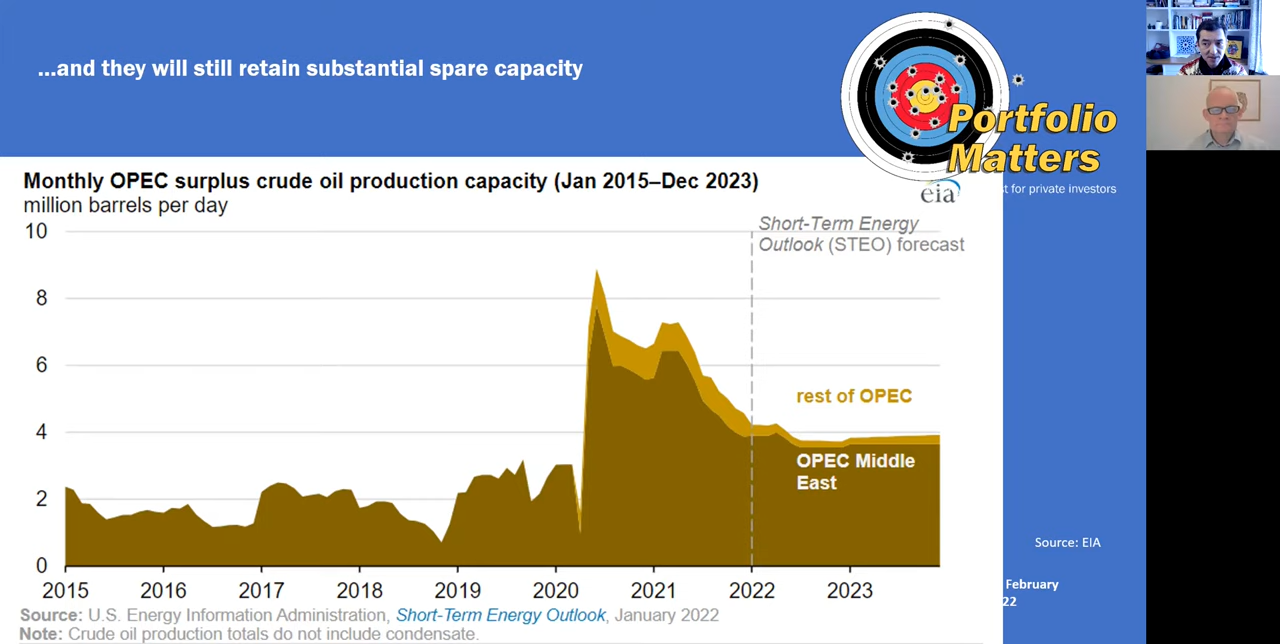 ...and they will still retain substantial spare capacity
Portfolio
Matters
st for private investors
Monthly OPEC surplus crude oil production capacity (Jan 2015–Dec 2023)
million barrels per day
eia
Short-Term Energy
Outlook (STEO) forecast
10
8
6
4
2
0
rest of OPEC
OPEC Middle
East
2015
2016
2017
2018
2019
2020
2021
2022
2023
Source: U.S. Energy Information Administration, Short-Term Energy Outlook, January 2022
Note: Crude oil production totals do not include condensate.
Source: EIA
February
22